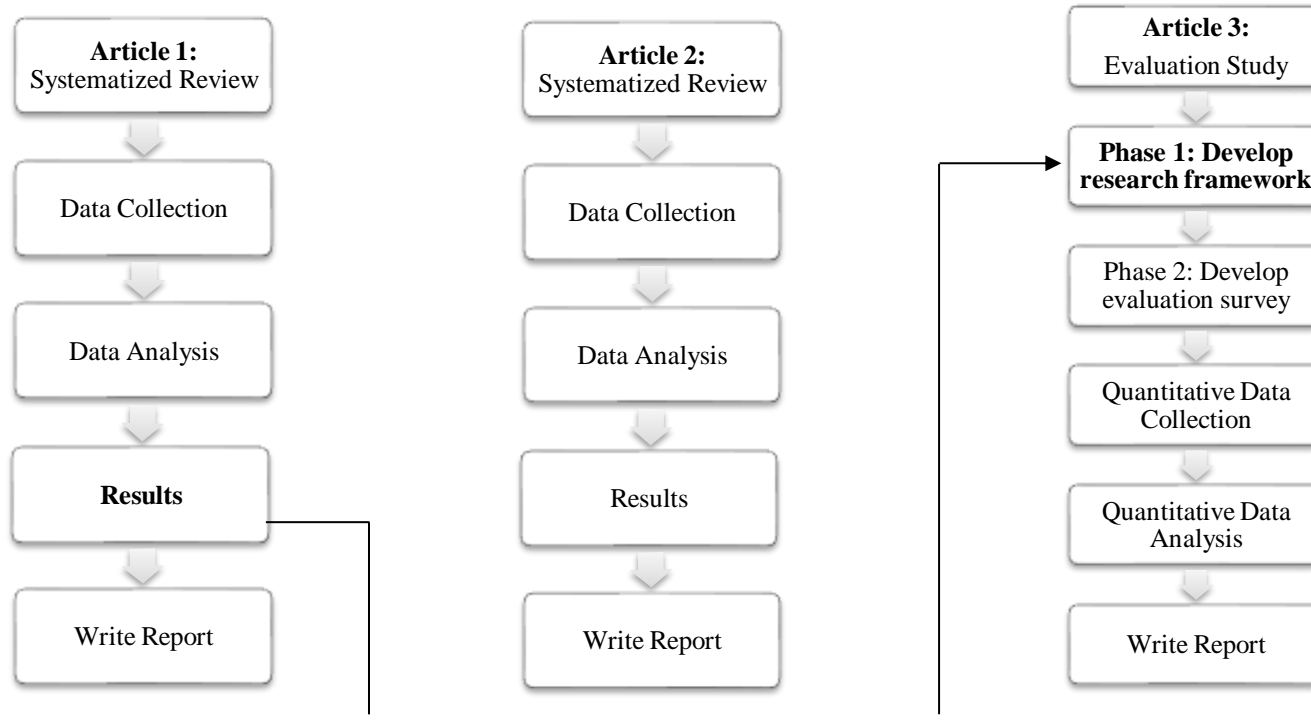 Article 1:
Systematized Review
Data Collection
Data Analysis
Results
Write Report
Article 2:
Systematized Review
Data Collection
Data Analysis
Results
Write Report
Article 3:
Evaluation Study
Phase 1: Develop
research framework
Phase 2: Develop
evaluation survey
Quantitative Data
Collection
Quantitative Data
Analysis
Write Report